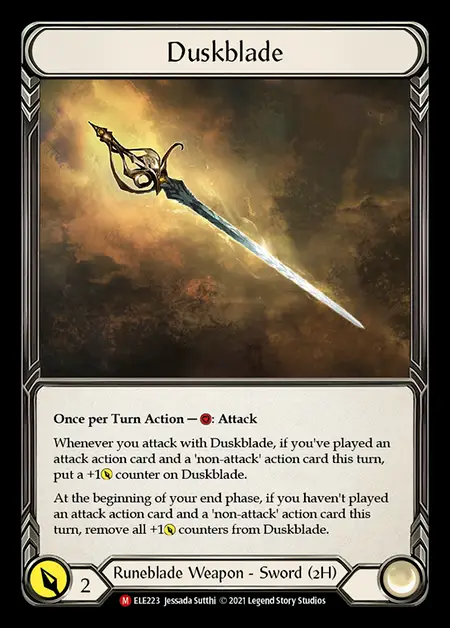 Duskblade
Once per Turn Action — : Attack
Whenever you attack with Duskblade, if you've played an
attack action card and a 'non-attack' action card this turn,
put a +1 counter on Duskblade.
At the beginning of your end phase, if you haven't played
an attack action card and a 'non-attack' action card this
turn, remove all +1 counters from Duskblade.
2
Runeblade Weapon - Sword (2H)
M ELE223 Jessada Sutthi © 2021 Legend Story Studios